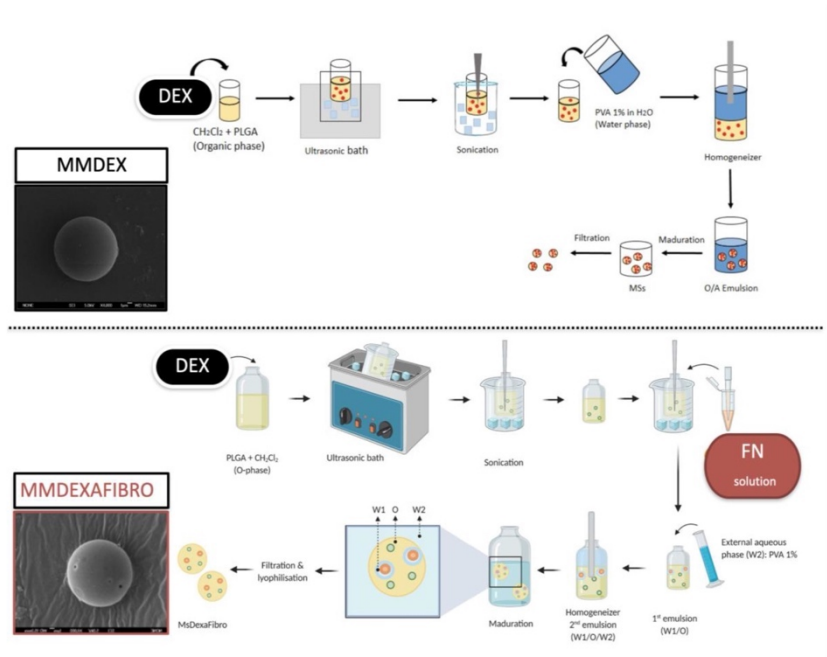 DEX
CH₂Cl₂ + PLGA
(Organic phase)
Ultrasonic bath
Sonication
PVA 1% in H2O
(Water phase)
Homogeneizer
MMDEX
Filtration
Maduration
MSs
O/A Emulsion
DEX
PLGA + CH₂Cl₂
(O-phase)
Ultrasonic bath
Sonication
FN
solution
MMDEXAFIBRO
W1 O W2
External aqueous
phase (W2): PVA 1%
Filtration &
lyophilisation
MsDexaFibro
Maduration
Homogeneizer
2nd emulsion
(W1/O/W2)
1st emulsion
(W1/O)